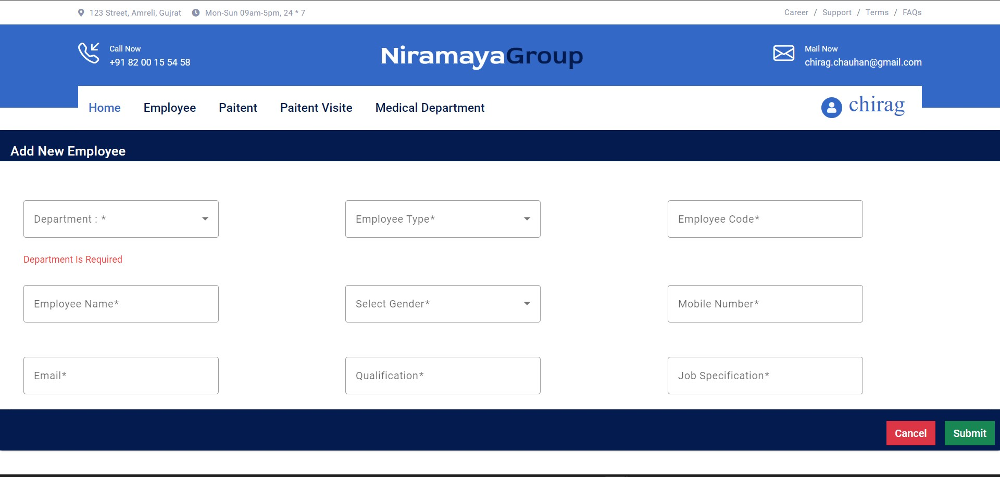 123 Street, Amreli, Gujrat Mon-Sun 09am-5pm, 24 * 7 Career / Support / Terms / FAQs
Call Now
+91 82 00 15 54 58
NiramayaGroup
Mail Now
chirag.chauhan@gmail.com
Home Employee Paitent Paitent Visite Medical Department chirag
Add New Employee
Department : * Employee Type* Employee Code*
Department Is Required
Employee Name* Select Gender* Mobile Number*
Email* Qualification* Job Specification*
Cancel Submit